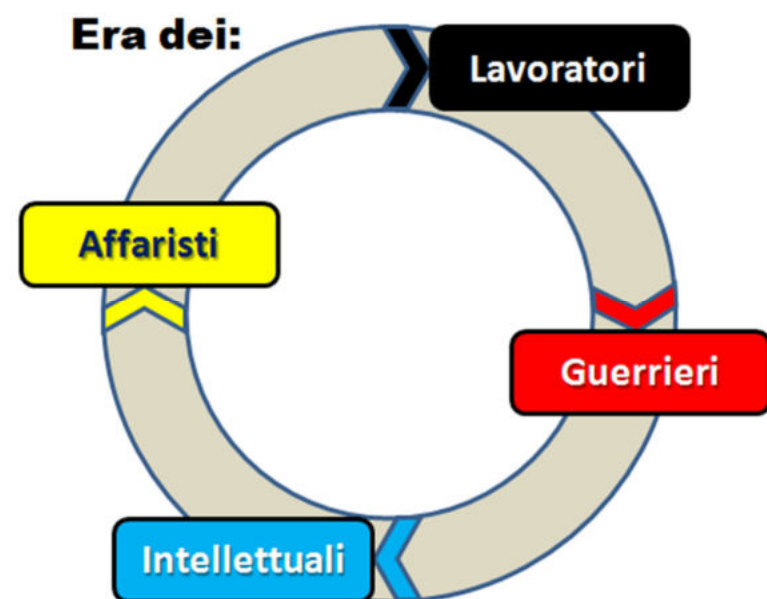 Era dei:
Lavoratori
Affaristi
Guerrieri
Intellettuali